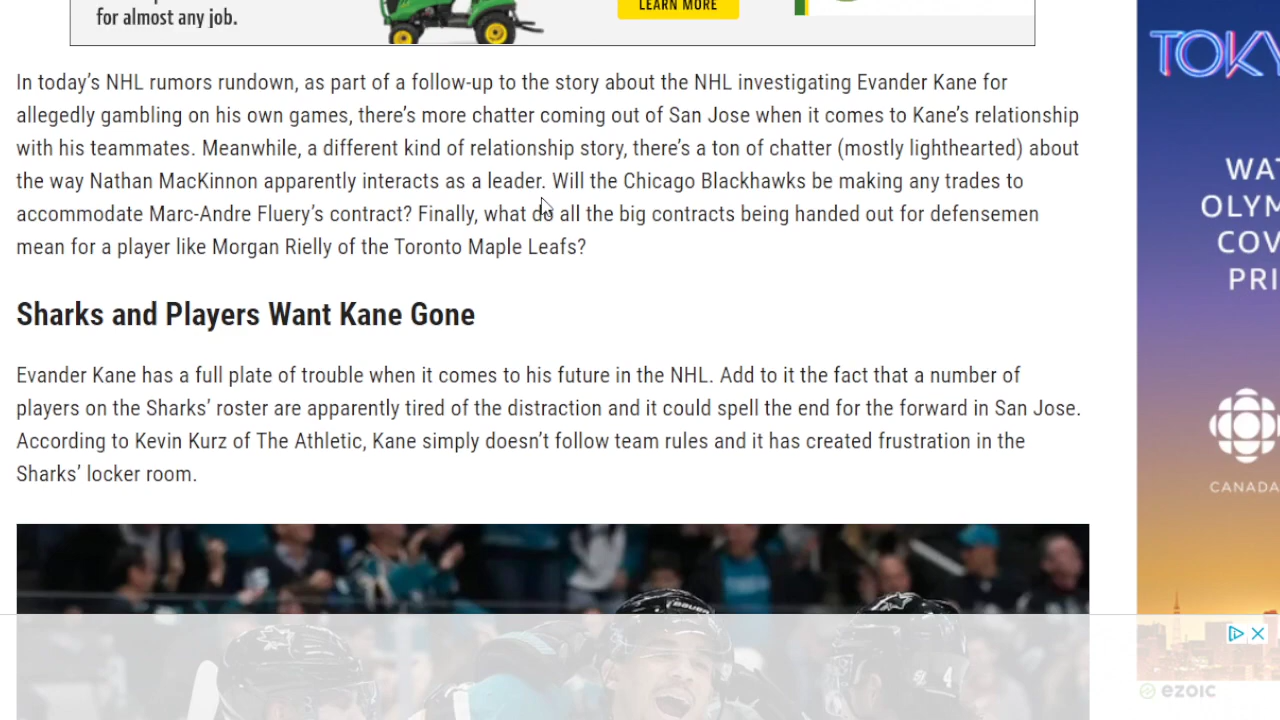 for almost any job.
LEARN MORE
In today's NHL rumors rundown, as part of a follow-up to the story about the NHL investigating Evander Kane for
allegedly gambling on his own games, there's more chatter coming out of San Jose when it comes to Kane's relationship
with his teammates. Meanwhile, a different kind of relationship story, there's a ton of chatter (mostly lighthearted) about
the way Nathan MacKinnon apparently interacts as a leader. Will the Chicago Blackhawks be making any trades to
accommodate Marc-Andre Fluery's contract? Finally, what do all the big contracts being handed out for defensemen
mean for a player like Morgan Rielly of the Toronto Maple Leafs?
Sharks and Players Want Kane Gone
Evander Kane has a full plate of trouble when it comes to his future in the NHL. Add to it the fact that a number of
players on the Sharks' roster are apparently tired of the distraction and it could spell the end for the forward in San Jose.
According to Kevin Kurz of The Athletic, Kane simply doesn't follow team rules and it has created frustration in the
Sharks' locker room.
BAUER
4
TOKY
WAT
OLYM
COV
PRI
CANADA
ezoic